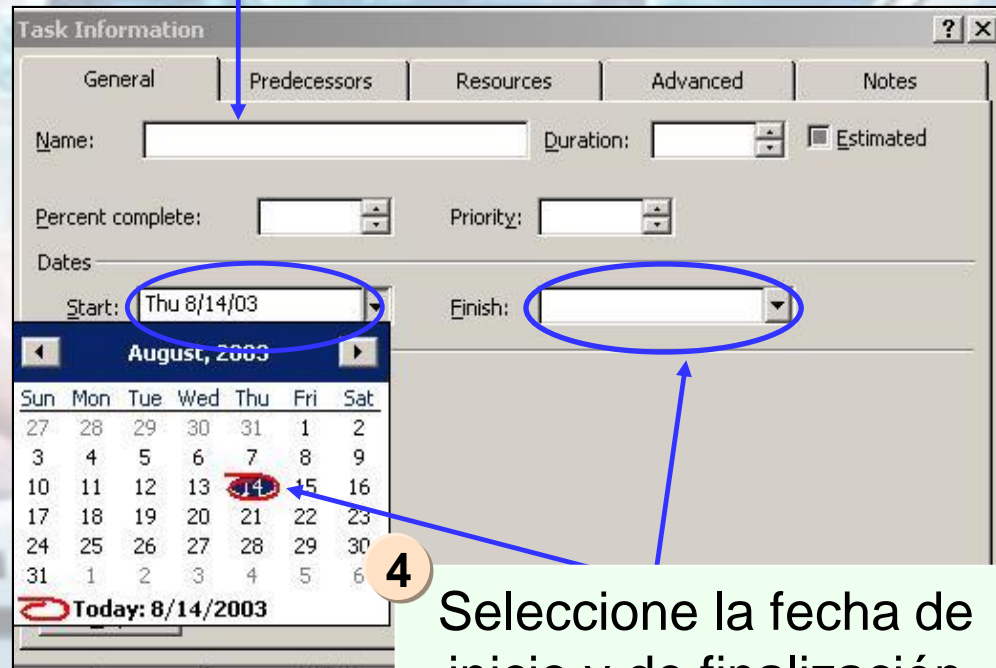 Task Information ? X
General Predecessors Resources Advanced Notes
Name: Duration: Estimated
Percent complete: Priority:
Dates
Start: Thu 8/14/03 Finish:
August, 2003
Sun Mon Tue Wed Thu Fri Sat
27 28 29 30 31 1 2
3 4 5 6 7 8 9
10 11 12 13 14 15 16
17 18 19 20 21 22 23
24 25 26 27 28 29 30
31 1 2 3 4 5 6
Today: 8/14/2003
4
Seleccione la fecha de
inicio y de finalización